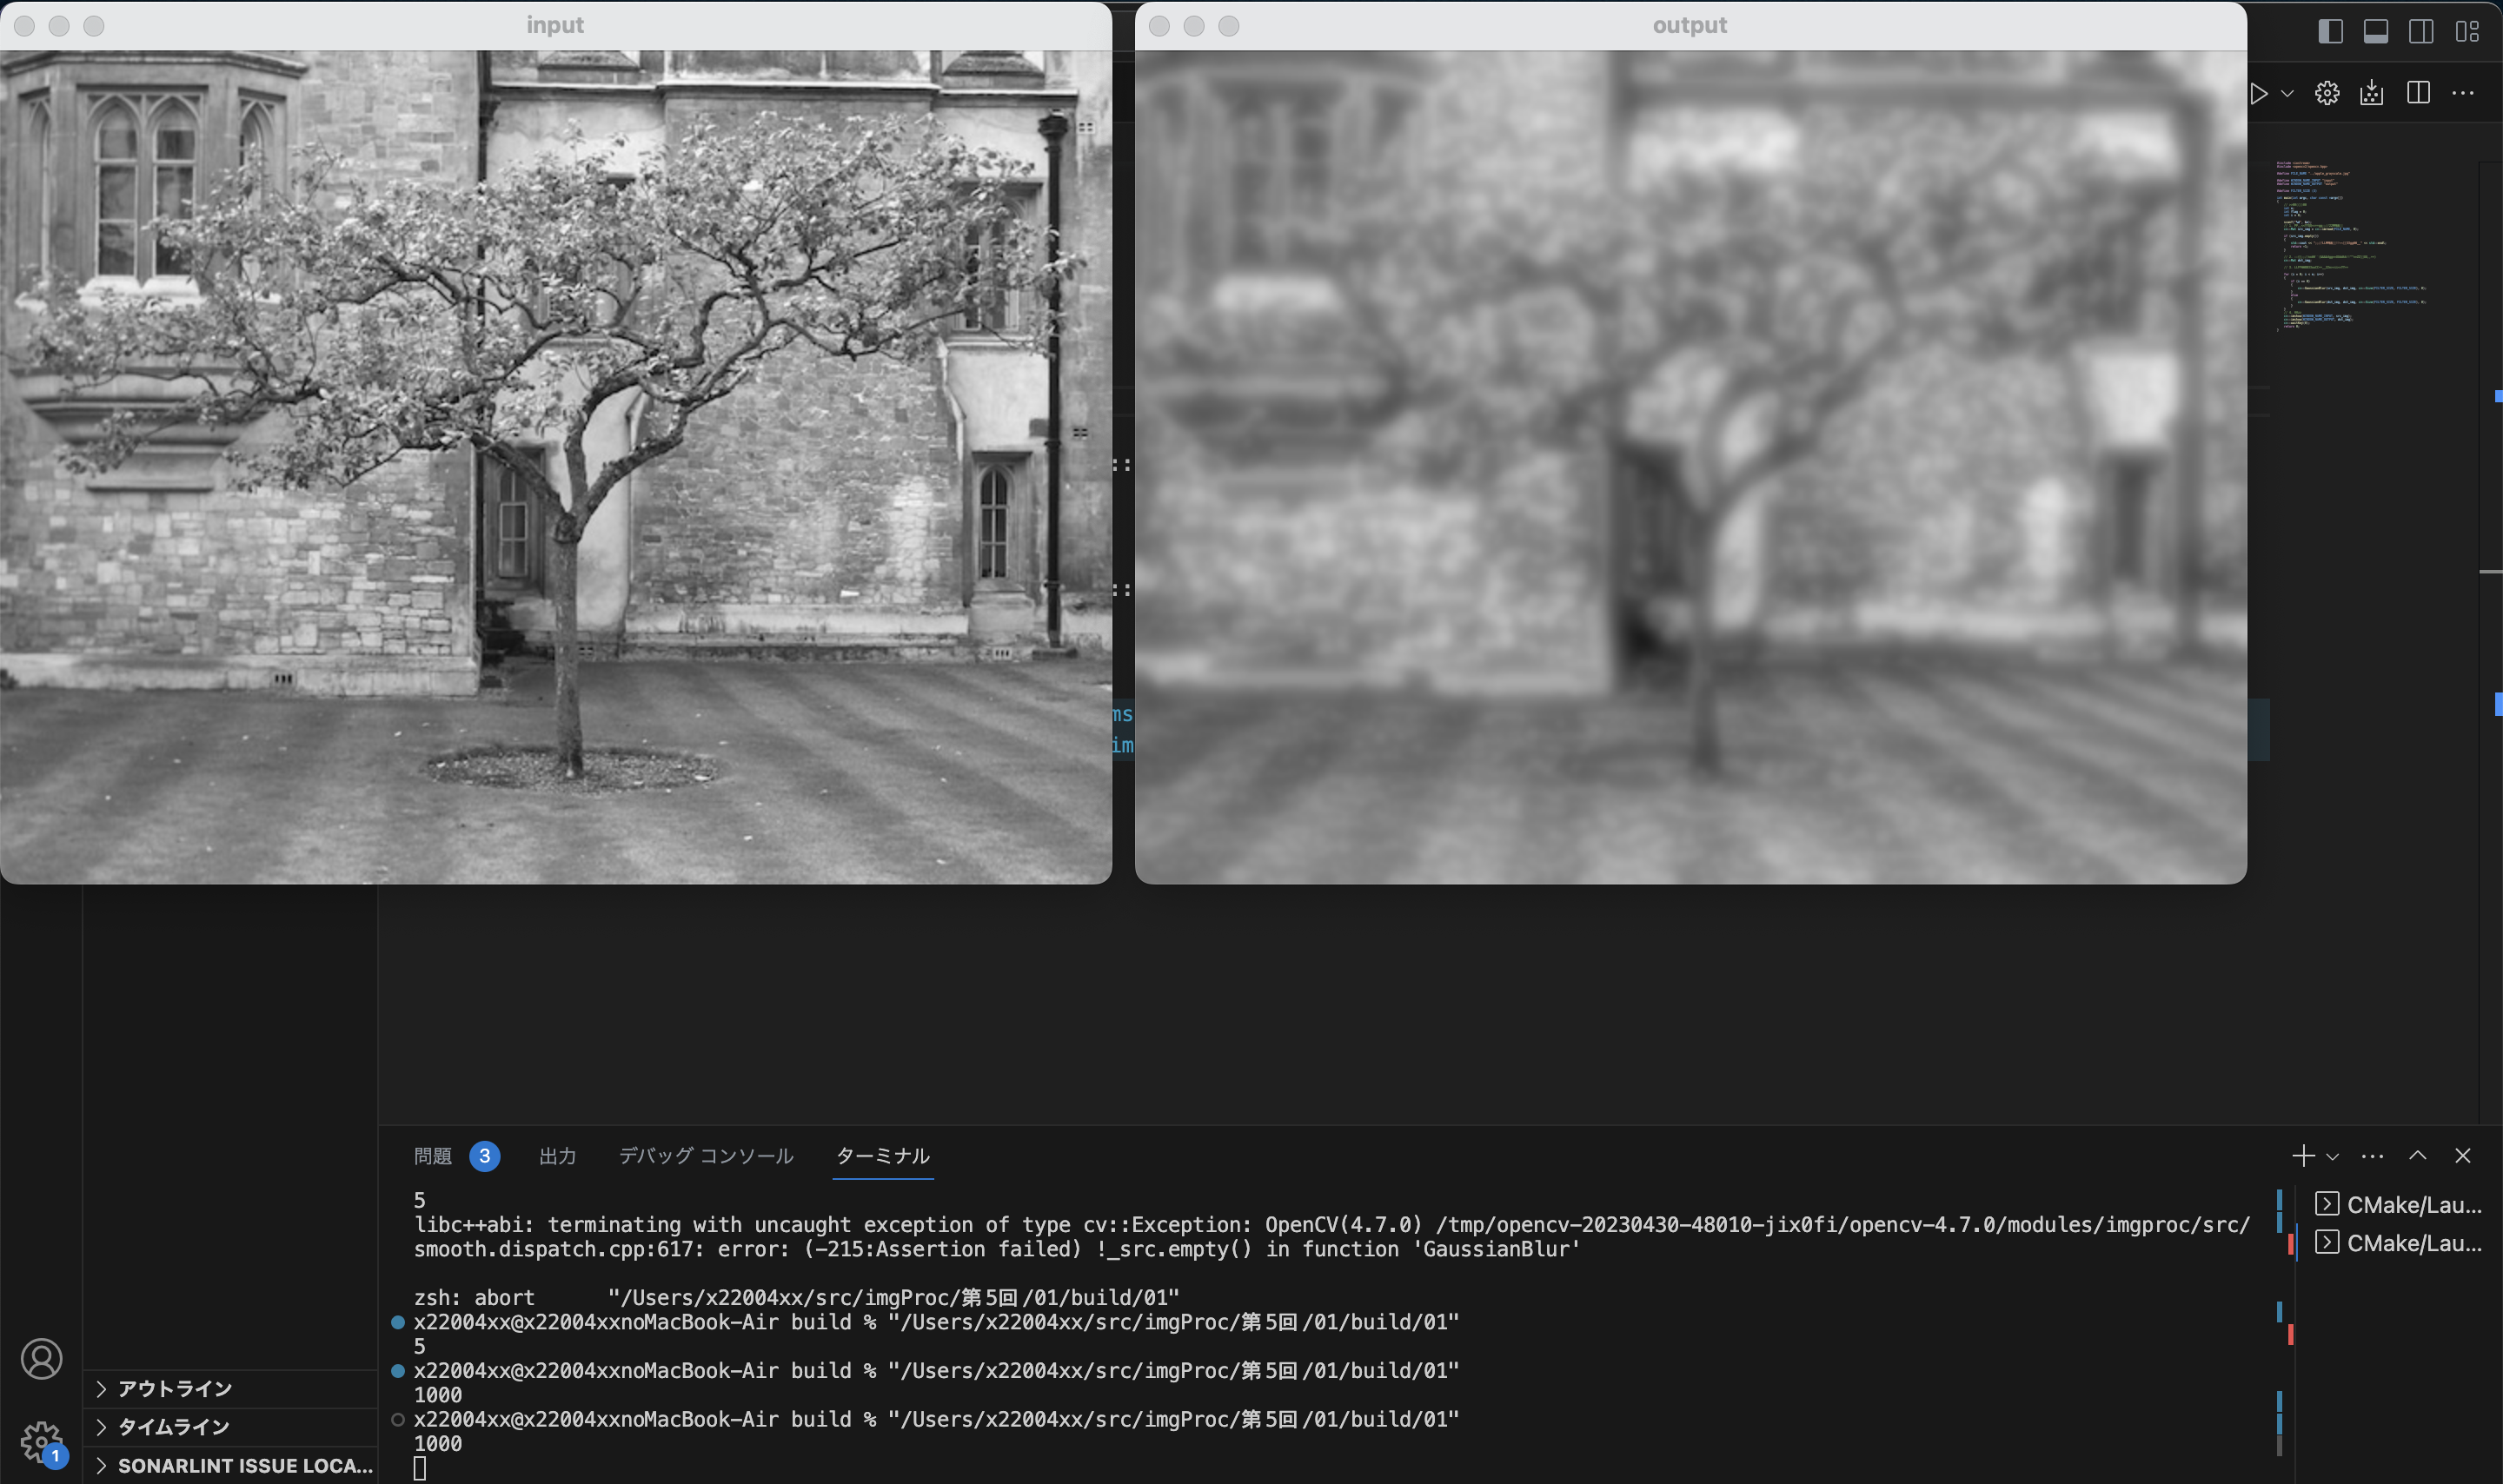 input
output
ms
im
問題 3 出力 デバッグ コンソール ターミナル
5
libc++abi: terminating with uncaught exception of type cv::Exception: OpenCV(4.7.0) /tmp/opencv-20230430-48010-jix0fi/opencv-4.7.0/modules/imgproc/src/
smooth.dispatch.cpp:617: error: (-215:Assertion failed) !_src.empty() in function 'GaussianBlur'
zsh: abort      "/Users/x22004xx/src/imgProc/第5回/01/build/01"
x22004xx@x22004xxnoMacBook-Air build % "/Users/x22004xx/src/imgProc/第5回/01/build/01"
5
x22004xx@x22004xxnoMacBook-Air build % "/Users/x22004xx/src/imgProc/第5回/01/build/01"
1000
x22004xx@x22004xxnoMacBook-Air build % "/Users/x22004xx/src/imgProc/第5回/01/build/01"
1000
CMake/Lau...
CMake/Lau...
アウトライン
タイムライン
1
SONARLINT ISSUE LOCA...